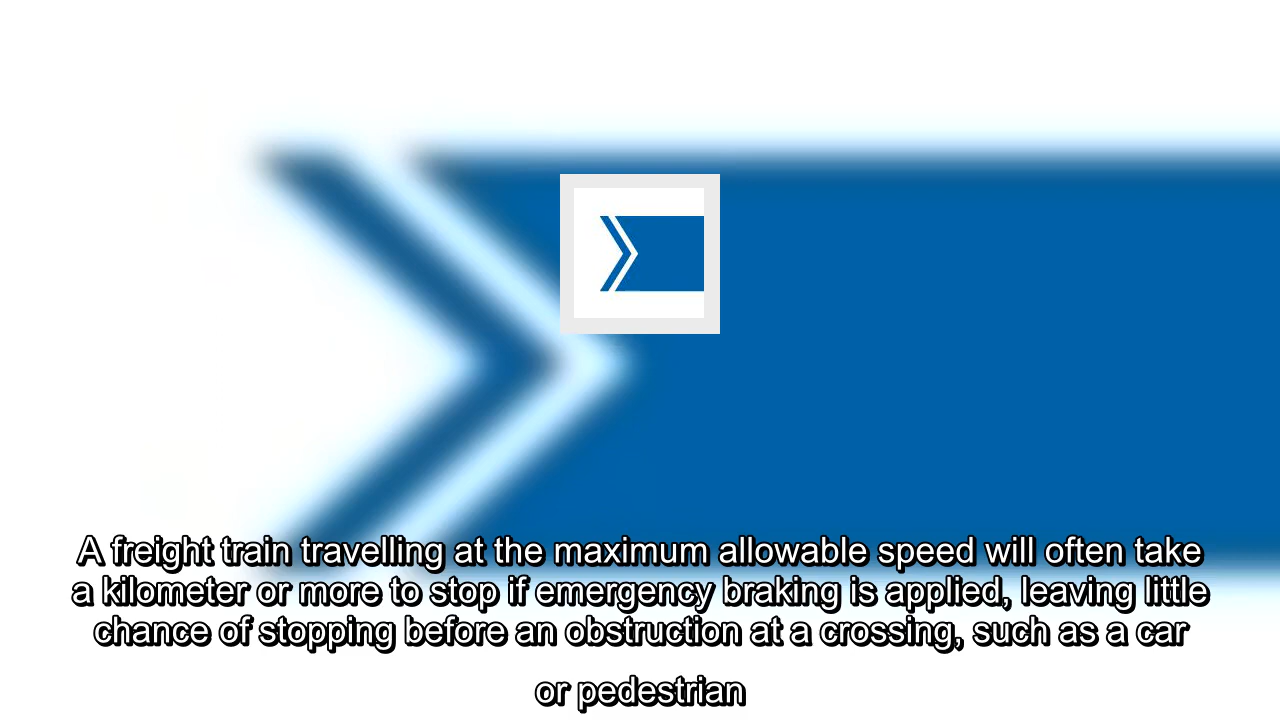 A freight train travelling at the maximum allowable speed will often take
a kilometer or more to stop if emergency braking is applied, leaving little
chance of stopping before an obstruction at a crossing, such as a car
or pedestrian